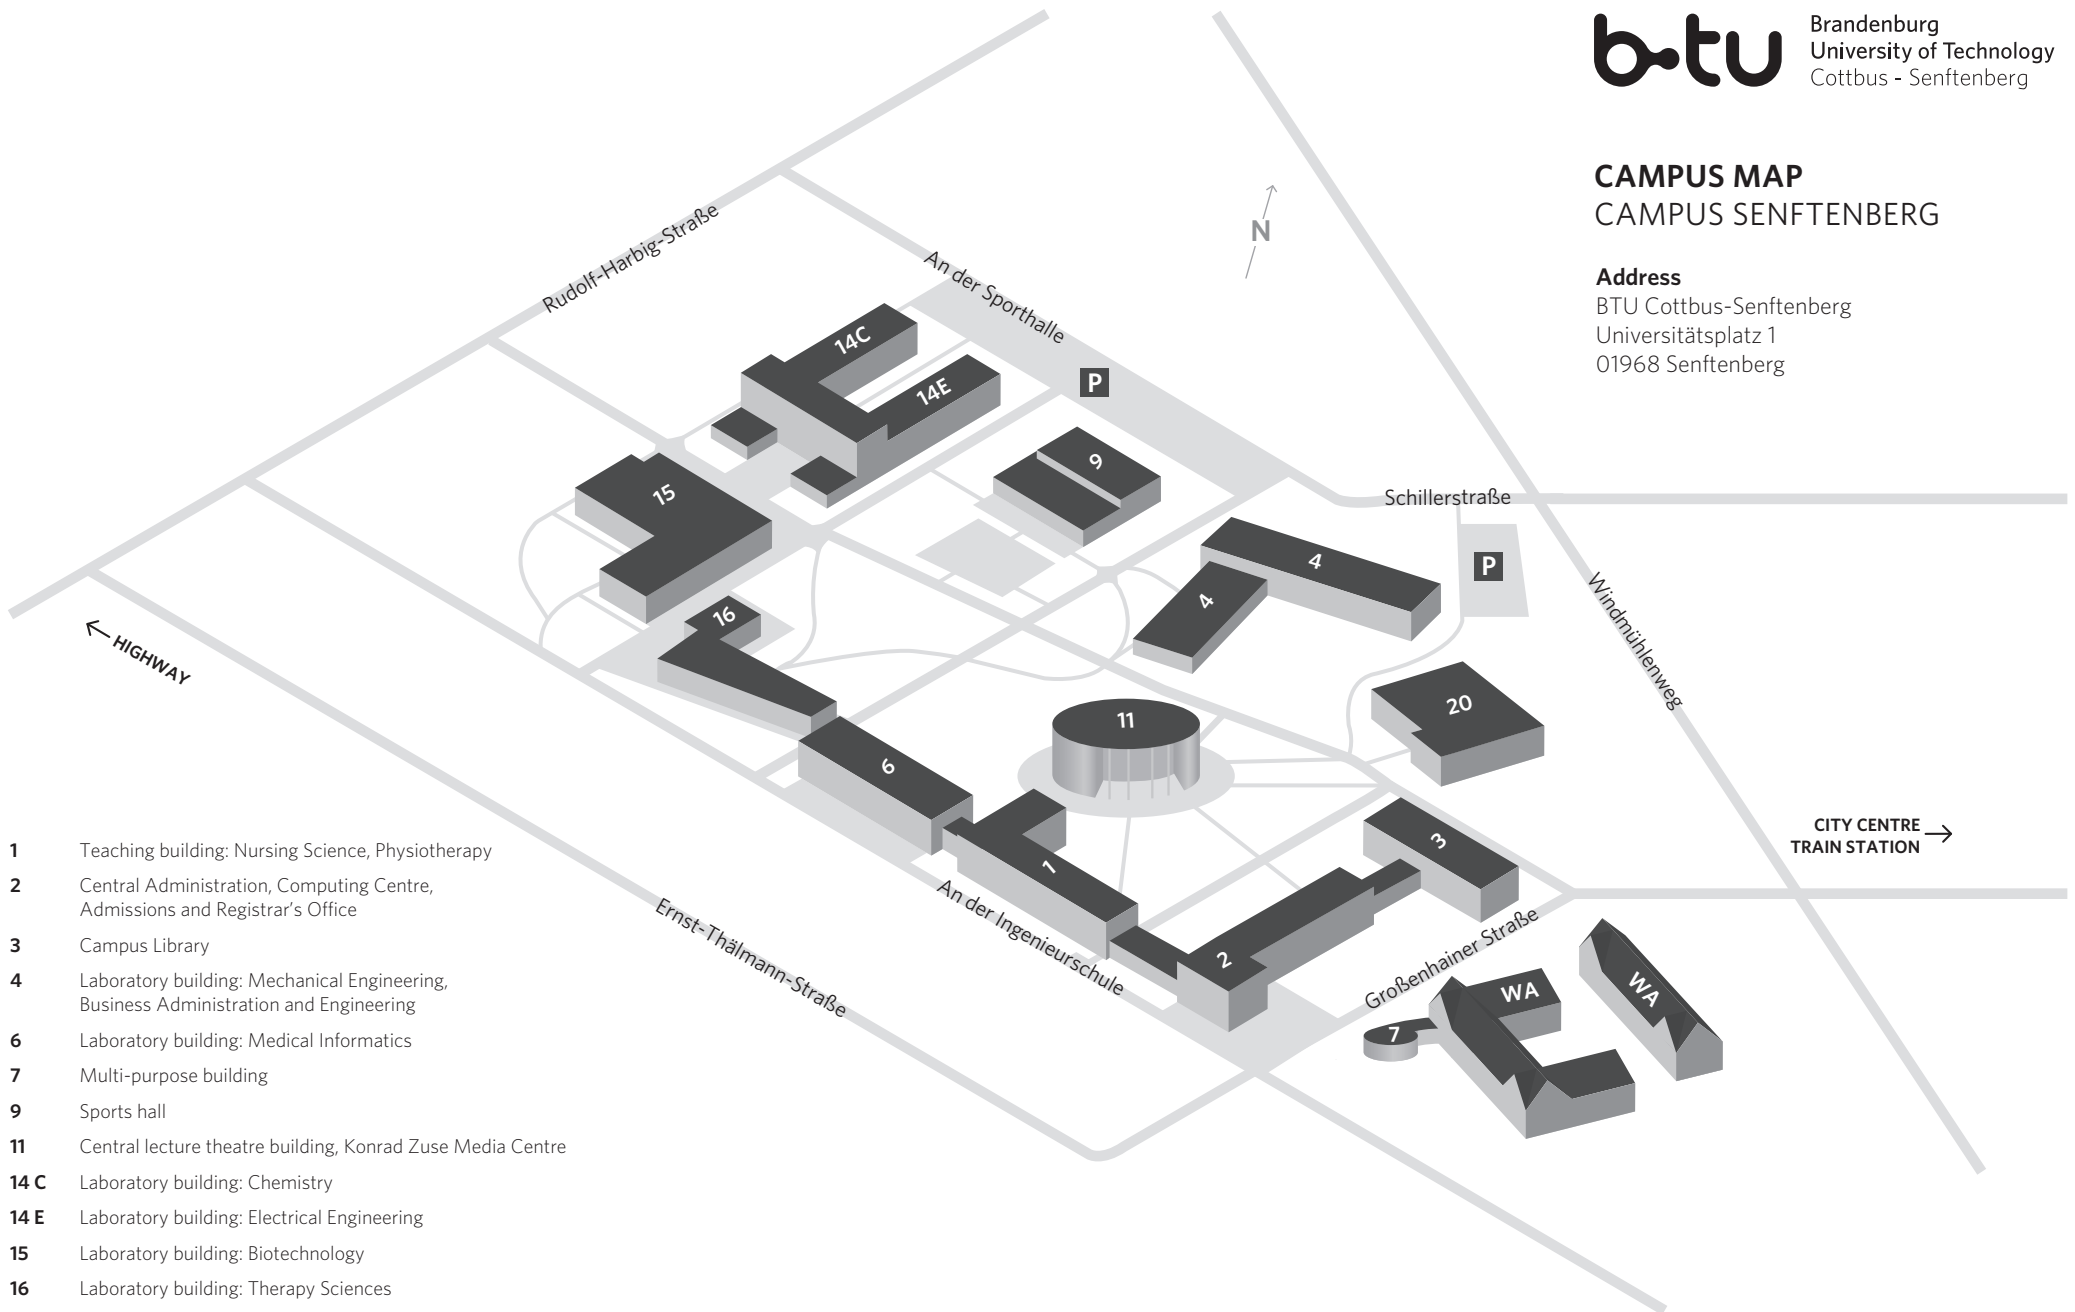 b-tu
Brandenburg
University of Technology
Cottbus - Senftenberg
CAMPUS MAP
CAMPUS SENFTENBERG
Address
BTU Cottbus-Senftenberg
Universitätsplatz 1
01968 Senftenberg
N
Rudolf-Harbig-Straße
An der Sporthalle
14C
14E
P
9
15
Schillerstraße
4
P
4
16
Windmühlenweg
HIGHWAY
20
11
6
CITY CENTRE
TRAIN STATION
3
1
An der Ingenieurschule
Ernst-Thälmann-Straße
2
Großenhainer Straße
WA
WA
7
1 Teaching building: Nursing Science, Physiotherapy
2 Central Administration, Computing Centre,
Admissions and Registrar's Office
3 Campus Library
4 Laboratory building: Mechanical Engineering,
Business Administration and Engineering
6 Laboratory building: Medical Informatics
7 Multi-purpose building
9 Sports hall
11 Central lecture theatre building, Konrad Zuse Media Centre
14 C Laboratory building: Chemistry
14 E Laboratory building: Electrical Engineering
15 Laboratory building: Biotechnology
16 Laboratory building: Therapy Sciences